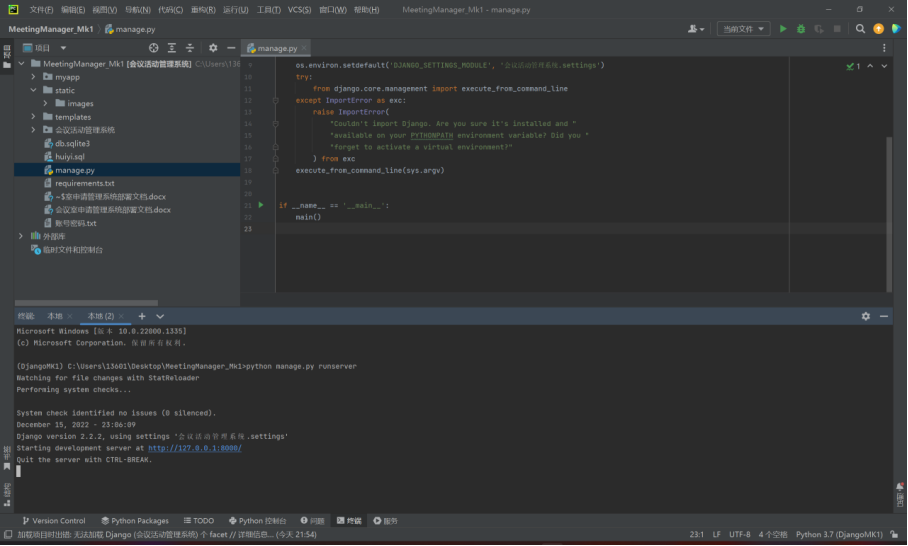 文件(F) 编辑(E) 视图(V) 导航(N) 代码(C) 重构(R) 运行(U) 工具(T) VCS(S) 窗口(W) 帮助(H) MeetingManager_Mk1 - manage.py
MeetingManager_Mk1 manage.py 当前文件
项目 manage.py
MeetingManager_Mk1 [会议活动管理系统] C:\Users\136
myapp
static
images
templates
会议活动管理系统
db.sqlite3
huiyi.sql
manage.py
requirements.txt
~$室申请管理系统部署文档.docx
会议室申请管理系统部署文档.docx
账号密码.txt
外部库
临时文件和控制台
9 os.environ.setdefault('DJANGO_SETTINGS_MODULE', '会议活动管理系统.settings')
10 try:
11 from django.core.management import execute_from_command_line
12 except ImportError as exc:
13 raise ImportError(
14 "Couldn't import Django. Are you sure it's installed and "
15 "available on your PYTHONPATH environment variable? Did you "
16 "forget to activate a virtual environment?"
17 ) from exc
18 execute_from_command_line(sys.argv)
19
20
21 if __name__ == '__main__':
22 main()
23
1
终端: 本地 本地 (2)
Microsoft Windows [版本 10.0.22000.1335]
(c) Microsoft Corporation. 保留所有权利。
(DjangoMK1) C:\Users\13601\Desktop\MeetingManager_Mk1>python manage.py runserver
Watching for file changes with StatReloader
Performing system checks...
System check identified no issues (0 silenced).
December 15, 2022 - 23:06:09
Django version 2.2.2, using settings '会议活动管理系统.settings'
Starting development server at http://127.0.0.1:8000/
Quit the server with CTRL-BREAK.
Version Control Python Packages TODO Python 控制台 问题 终端 服务
加载项目时出错: 无法加载 Django (会议活动管理系统) 个 facet // 详细信息... (今天 21:54) 23:1 LF UTF-8 4 个空格 Python 3.7 (DjangoMK1)